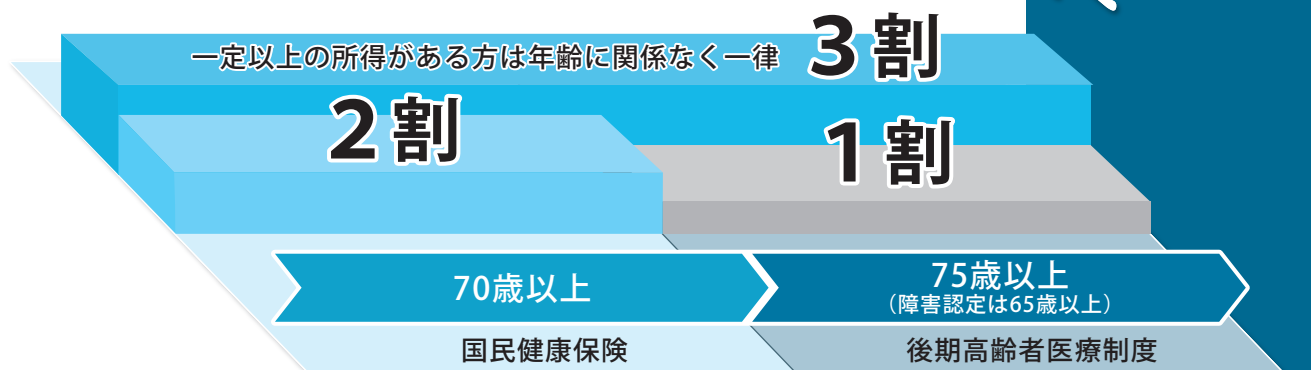 一定以上の所得がある方は年齢に関係なく一律 3割
2割
1割
70歳以上
75歳以上
（障害認定は65歳以上）
国民健康保険
後期高齢者医療制度